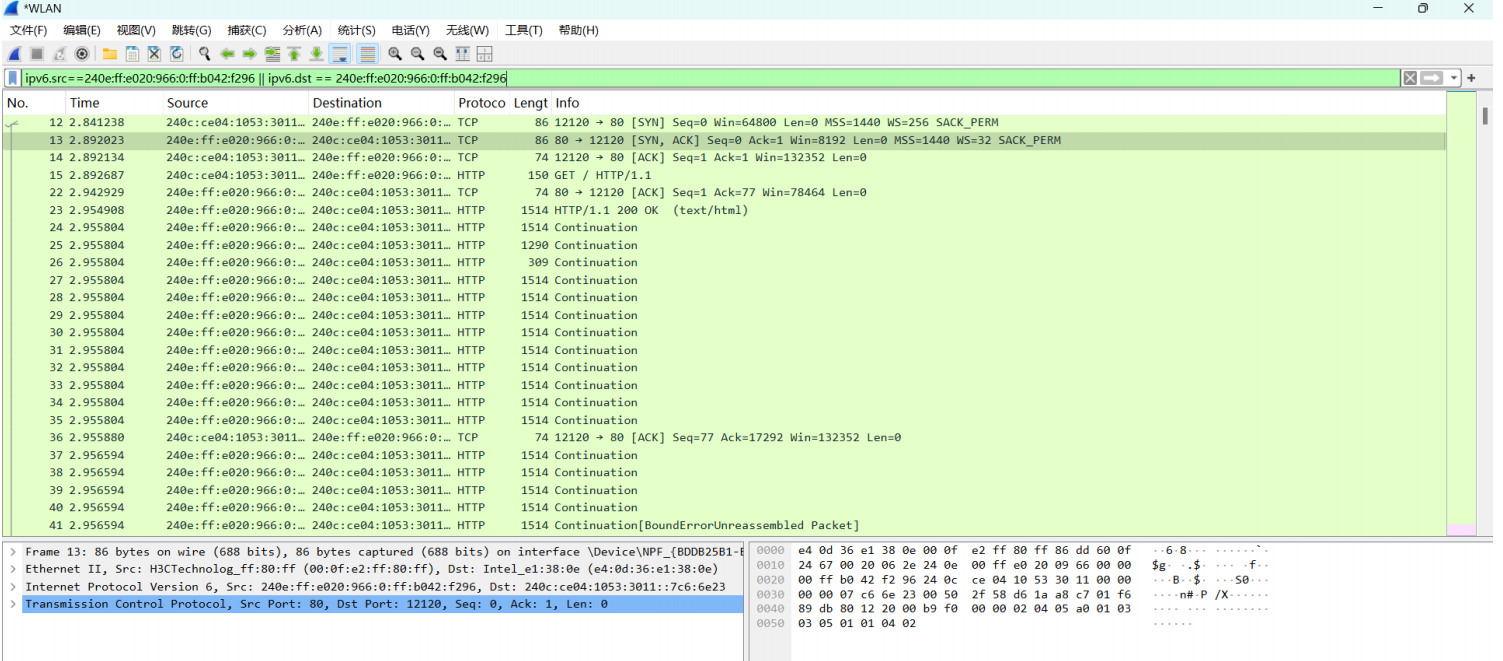 *WLAN
文件(F) 编辑(E) 视图(V) 跳转(G) 捕获(C) 分析(A) 统计(S) 电话(Y) 无线(W) 工具(T) 帮助(H)
ipv6.src==240e:ff:e020:966:0:ff:b042:f296 || ipv6.dst == 240e:ff:e020:966:0:ff:b042:f296
No. Time Source Destination Protoco Lengt Info
12 2.841238 240c:ce04:1053:3011… 240e:ff:e020:966:0:… TCP 86 12120 → 80 [SYN] Seq=0 Win=64800 Len=0 MSS=1440 WS=256 SACK_PERM
13 2.892023 240e:ff:e020:966:0:… 240c:ce04:1053:3011… TCP 86 80 → 12120 [SYN, ACK] Seq=0 Ack=1 Win=8192 Len=0 MSS=1440 WS=32 SACK_PERM
14 2.892134 240c:ce04:1053:3011… 240e:ff:e020:966:0:… TCP 74 12120 → 80 [ACK] Seq=1 Ack=1 Win=132352 Len=0
15 2.892687 240c:ce04:1053:3011… 240e:ff:e020:966:0:… HTTP 150 GET / HTTP/1.1
22 2.942929 240e:ff:e020:966:0:… 240c:ce04:1053:3011… TCP 74 80 → 12120 [ACK] Seq=1 Ack=77 Win=78464 Len=0
23 2.954908 240e:ff:e020:966:0:… 240c:ce04:1053:3011… HTTP 1514 HTTP/1.1 200 OK (text/html)
24 2.955804 240e:ff:e020:966:0:… 240c:ce04:1053:3011… HTTP 1514 Continuation
25 2.955804 240e:ff:e020:966:0:… 240c:ce04:1053:3011… HTTP 1290 Continuation
26 2.955804 240e:ff:e020:966:0:… 240c:ce04:1053:3011… HTTP 309 Continuation
27 2.955804 240e:ff:e020:966:0:… 240c:ce04:1053:3011… HTTP 1514 Continuation
28 2.955804 240e:ff:e020:966:0:… 240c:ce04:1053:3011… HTTP 1514 Continuation
29 2.955804 240e:ff:e020:966:0:… 240c:ce04:1053:3011… HTTP 1514 Continuation
30 2.955804 240e:ff:e020:966:0:… 240c:ce04:1053:3011… HTTP 1514 Continuation
31 2.955804 240e:ff:e020:966:0:… 240c:ce04:1053:3011… HTTP 1514 Continuation
32 2.955804 240e:ff:e020:966:0:… 240c:ce04:1053:3011… HTTP 1514 Continuation
33 2.955804 240e:ff:e020:966:0:… 240c:ce04:1053:3011… HTTP 1514 Continuation
34 2.955804 240e:ff:e020:966:0:… 240c:ce04:1053:3011… HTTP 1514 Continuation
35 2.955804 240e:ff:e020:966:0:… 240c:ce04:1053:3011… HTTP 1514 Continuation
36 2.955880 240c:ce04:1053:3011… 240e:ff:e020:966:0:… TCP 74 12120 → 80 [ACK] Seq=77 Ack=17292 Win=132352 Len=0
37 2.956594 240e:ff:e020:966:0:… 240c:ce04:1053:3011… HTTP 1514 Continuation
38 2.956594 240e:ff:e020:966:0:… 240c:ce04:1053:3011… HTTP 1514 Continuation
39 2.956594 240e:ff:e020:966:0:… 240c:ce04:1053:3011… HTTP 1514 Continuation
40 2.956594 240e:ff:e020:966:0:… 240c:ce04:1053:3011… HTTP 1514 Continuation
41 2.956594 240e:ff:e020:966:0:… 240c:ce04:1053:3011… HTTP 1514 Continuation[BoundErrorUnreassembled Packet]
Frame 13: 86 bytes on wire (688 bits), 86 bytes captured (688 bits) on interface \Device\NPF_{BDDB25B1-E
Ethernet II, Src: H3CTechnolog_ff:80:ff (00:0f:e2:ff:80:ff), Dst: Intel_e1:38:0e (e4:0d:36:e1:38:0e)
Internet Protocol Version 6, Src: 240e:ff:e020:966:0:ff:b042:f296, Dst: 240c:ce04:1053:3011::7c6:6e23
Transmission Control Protocol, Src Port: 80, Dst Port: 12120, Seq: 0, Ack: 1, Len: 0
0000 e4 0d 36 e1 38 0e 00 0f e2 ff 80 ff 86 dd 60 0f ··6·8··· ······`·
0010 24 67 00 20 06 2e 24 0e 00 ff e0 20 09 66 00 00 $g· ·.$· ··· ·f··
0020 00 ff b0 42 f2 96 24 0c ce 04 10 53 30 11 00 00 ···B··$· ···S0···
0030 00 00 07 c6 6e 23 00 50 2f 58 d6 1a a8 c7 01 f6 ····n#·P /X······
0040 89 db 80 12 20 00 b9 f0 00 00 02 04 05 a0 01 03 ···· ··· ········
0050 03 05 01 01 04 02 ······